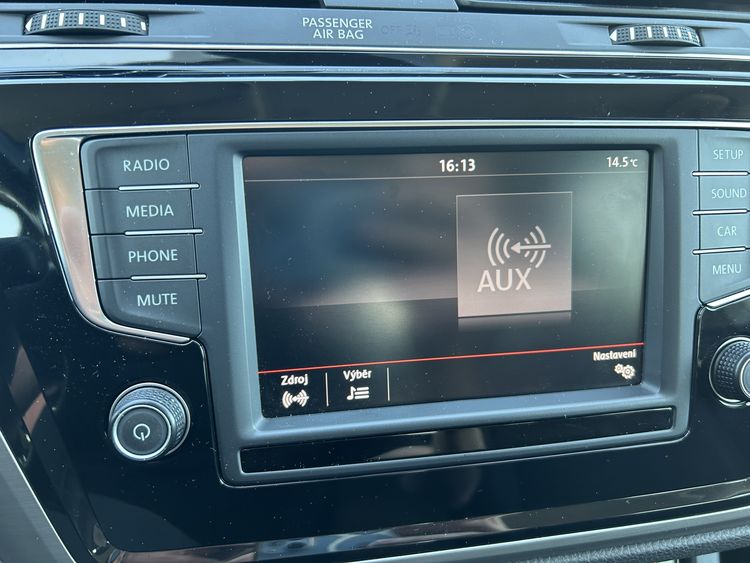 PASSENGER
AIR BAG
OFF
RADIO
MEDIA
PHONE
MUTE
16:13
14.5°C
AUX
Zdroj
Výběr
Nastavení
SETUP
SOUND
CAR
MENU